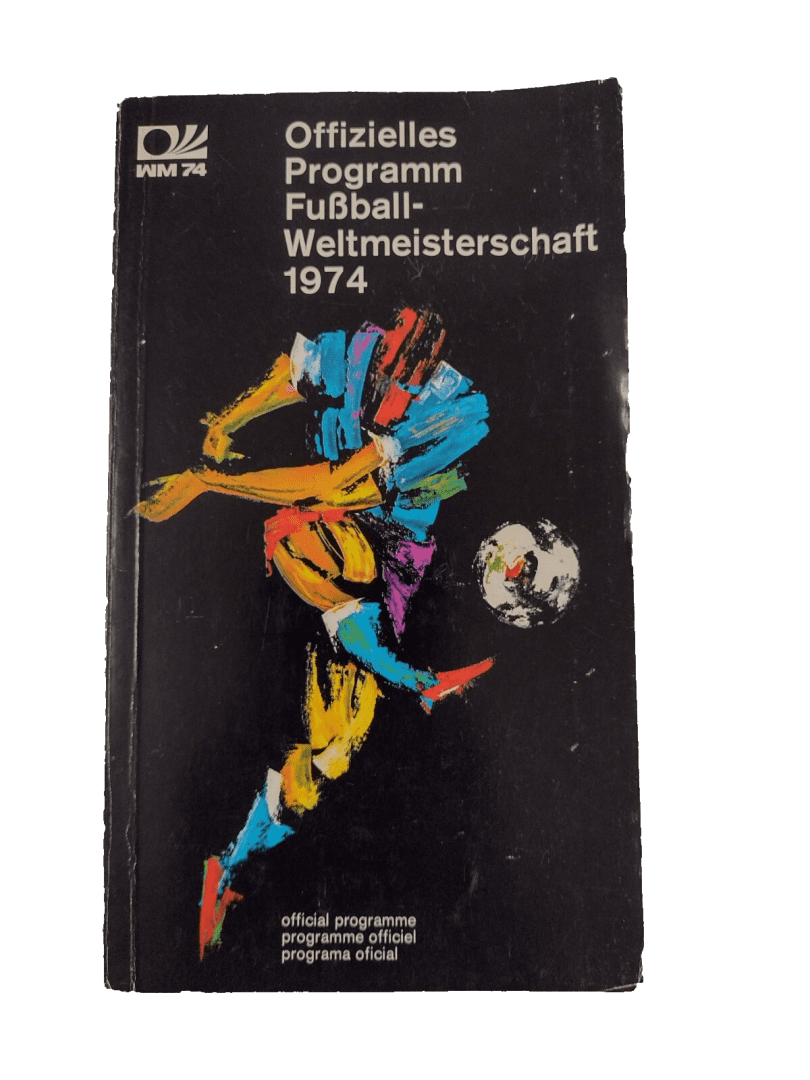 WM 74
Offizielles
Programm
Fußball-
Weltmeisterschaft
1974
official programme
programme officiel
programa oficial